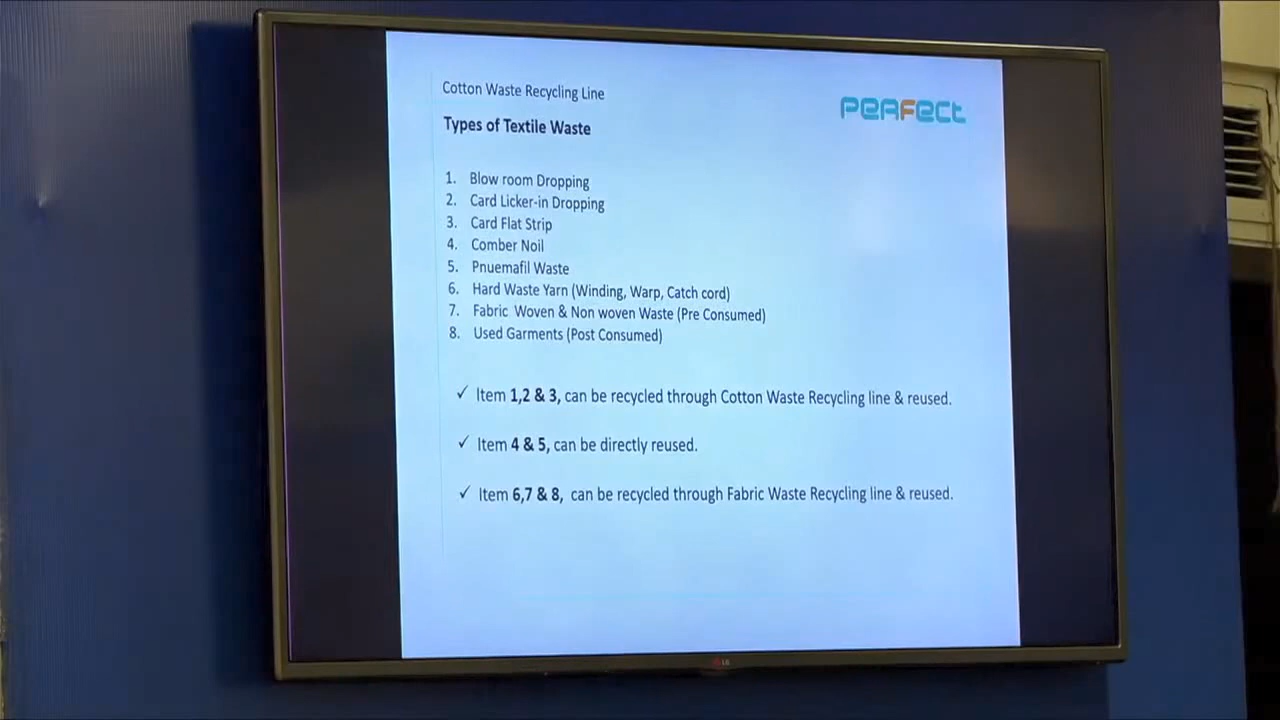 Cotton Waste Recycling Line
PERFECT
Types of Textile Waste
1. Blow room Dropping
2. Card Licker-in Dropping
3. Card Flat Strip
4. Comber Noil
5. Pnuemafil Waste
6. Hard Waste Yarn (Winding, Warp, Catch cord)
7. Fabric Woven & Non woven Waste (Pre Consumed)
8. Used Garments (Post Consumed)
✓ Item 1,2 & 3, can be recycled through Cotton Waste Recycling line & reused.
✓ Item 4 & 5, can be directly reused.
✓ Item 6,7 & 8, can be recycled through Fabric Waste Recycling line & reused.
LG